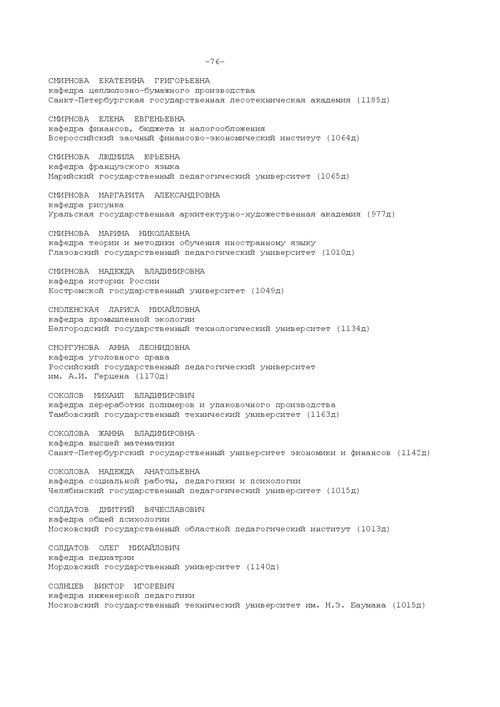 -76-
СМИРНОВА ЕКАТЕРИНА ГРИГОРЬЕВНА
кафедра целлюлозно-бумажного производства
Санкт-Петербургская государственная лесотехническая академия (1185д)
СМИРНОВА ЕЛЕНА ЕВГЕНЬЕВНА
кафедра финансов, бюджета и налогообложения
Всероссийский заочный финансово-экономический институт (1064д)
СМИРНОВА ЛЮДМИЛА ЮРЬЕВНА
кафедра французского языка
Марийский государственный педагогический университет (1065д)
СМИРНОВА МАРГАРИТА АЛЕКСАНДРОВНА
кафедра рисунка
Уральская государственная архитектурно-художественная академия (977д)
СМИРНОВА МАРИНА НИКОЛАЕВНА
кафедра теории и методики обучения иностранному языку
Глазовский государственный педагогический университет (1010д)
СМИРНОВА НАДЕЖДА ВЛАДИМИРОВНА
кафедра истории России
Костромской государственный университет (1049д)
СМОЛЕНСКАЯ ЛАРИСА МИХАЙЛОВНА
кафедра промышленной экологии
Белгородский государственный технологический университет (1134д)
СМОРГУНОВА АННА ЛЕОНИДОВНА
кафедра уголовного права
Российский государственный педагогический университет
им. А.И. Герцена (1170д)
СОКОЛОВ МИХАИЛ ВЛАДИМИРОВИЧ
кафедра переработки полимеров и упаковочного производства
Тамбовский государственный технический университет (1163д)
СОКОЛОВА ЖАННА ВЛАДИМИРОВНА
кафедра высшей математики
Санкт-Петербургский государственный университет экономики и финансов (1142д)
СОКОЛОВА НАДЕЖДА АНАТОЛЬЕВНА
кафедра социальной работы, педагогики и психологии
Челябинский государственный педагогический университет (1015д)
СОЛДАТОВ ДМИТРИЙ ВЯЧЕСЛАВОВИЧ
кафедра общей психологии
Московский государственный областной педагогический институт (1013д)
СОЛДАТОВ ОЛЕГ МИХАЙЛОВИЧ
кафедра педиатрии
Мордовский государственный университет (1140д)
СОЛНЦЕВ ВИКТОР ИГОРЕВИЧ
кафедра инженерной педагогики
Московский государственный технический университет им. Н.Э. Баумана (1015д)